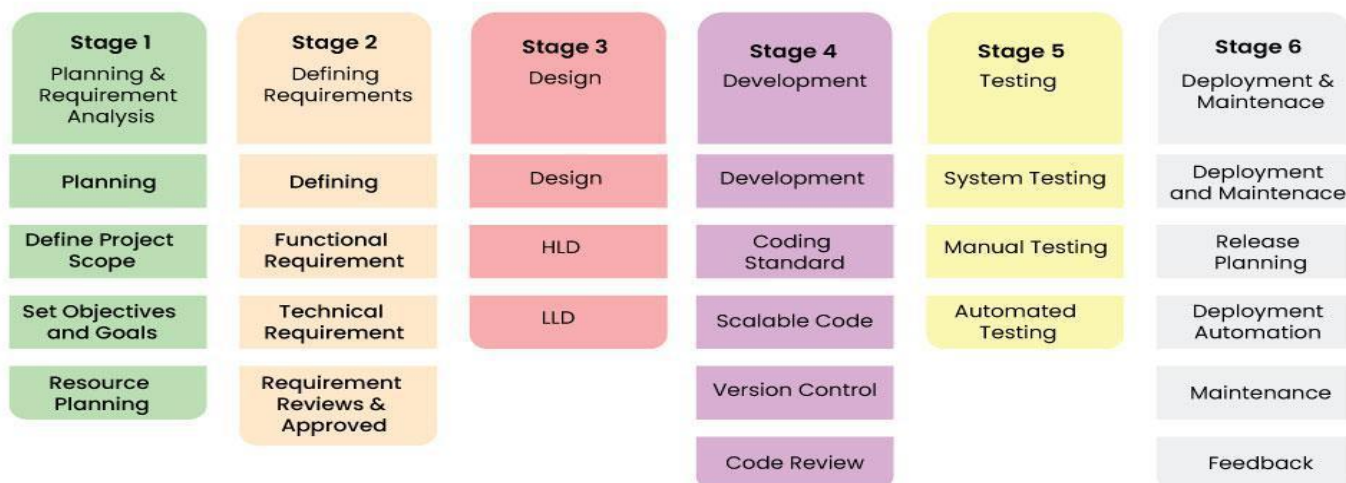 Stage 1
Planning &
Requirement
Analysis
Planning
Define Project
Scope
Set Objectives
and Goals
Resource
Planning
Stage 2
Defining
Requirements
Defining
Functional
Requirement
Technical
Requirement
Requirement
Reviews &
Approved
Stage 3
Design
Design
HLD
LLD
Stage 4
Development
Development
Coding
Standard
Scalable Code
Version Control
Code Review
Stage 5
Testing
System Testing
Manual Testing
Automated
Testing
Stage 6
Deployment &
Maintenace
Deployment
and Maintenace
Release
Planning
Deployment
Automation
Maintenance
Feedback